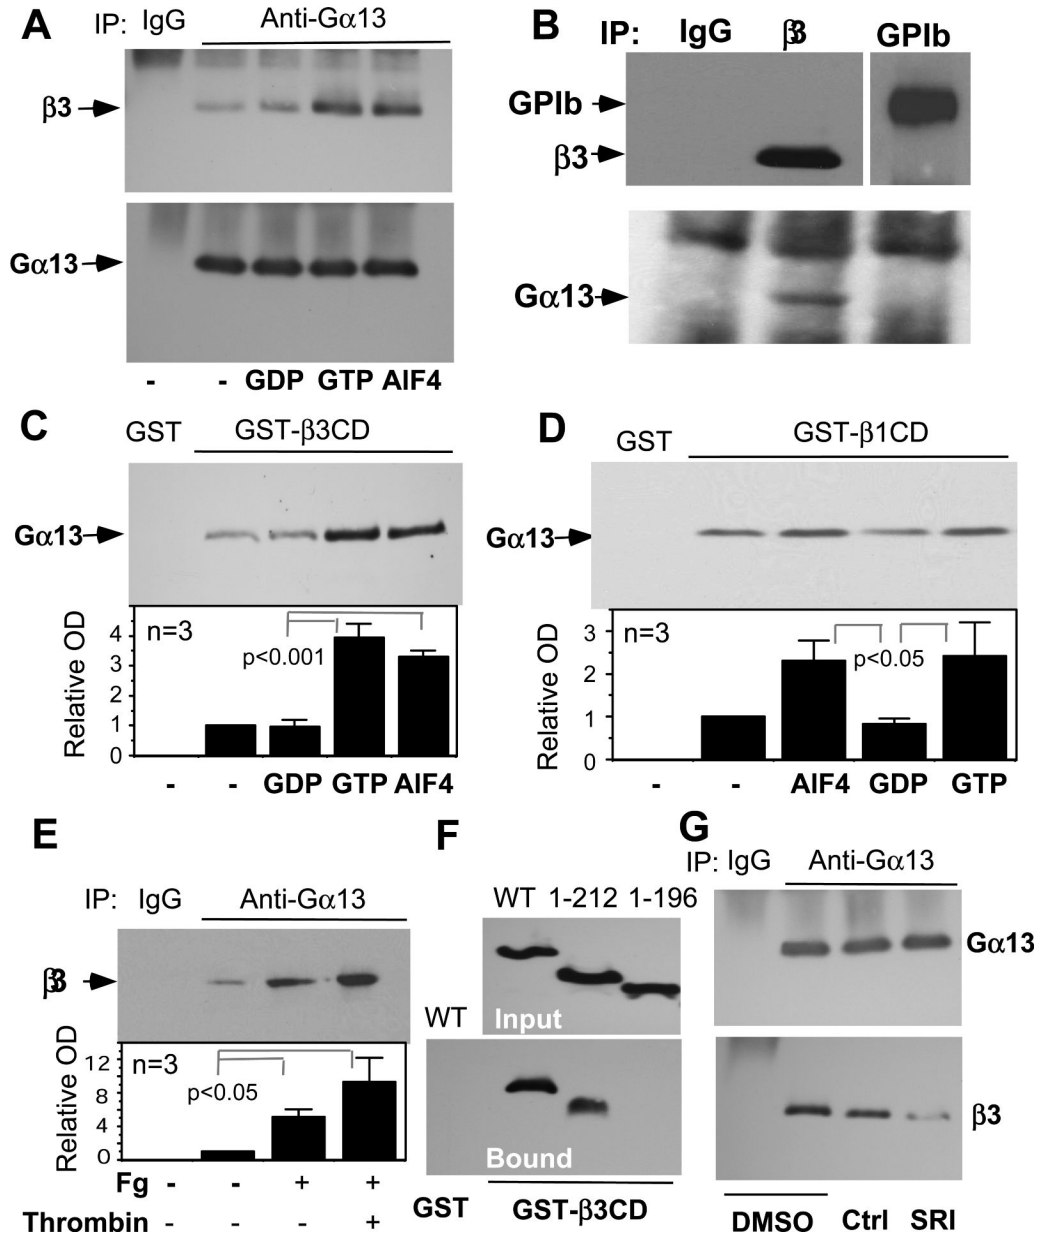 A
IP: IgG Anti-Gα13
β3
Gα13
- - GDP GTP AlF4
B
IP: IgG β3 GPIb
GPIb
β3
Gα13
C
GST GST-β3CD
Gα13
Relative OD
4
3
2
1
0
n=3
p<0.001
- - GDP GTP AlF4
D
GST GST-β1CD
Gα13
Relative OD
3
2
1
0
n=3
p<0.05
- - AlF4 GDP GTP
E
IP: IgG Anti-Gα13
β3
Relative OD
12
8
4
0
n=3
p<0.05
Fg - - + +
Thrombin - - - +
F
WT 1-212 1-196
WT
Input
Bound
GST GST-β3CD
G
IP: IgG Anti-Gα13
Gα13
β3
DMSO Ctrl SRI